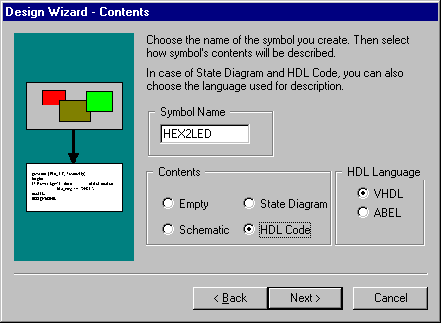 Design Wizard - Contents
Choose the name of the symbol you create. Then select
how symbol's contents will be described.
In case of State Diagram and HDL Code, you can also
choose the language used for description.
Symbol Name
HEX2LED
Contents
Empty
State Diagram
Schematic
HDL Code
HDL Language
VHDL
ABEL
< Back
Next >
Cancel